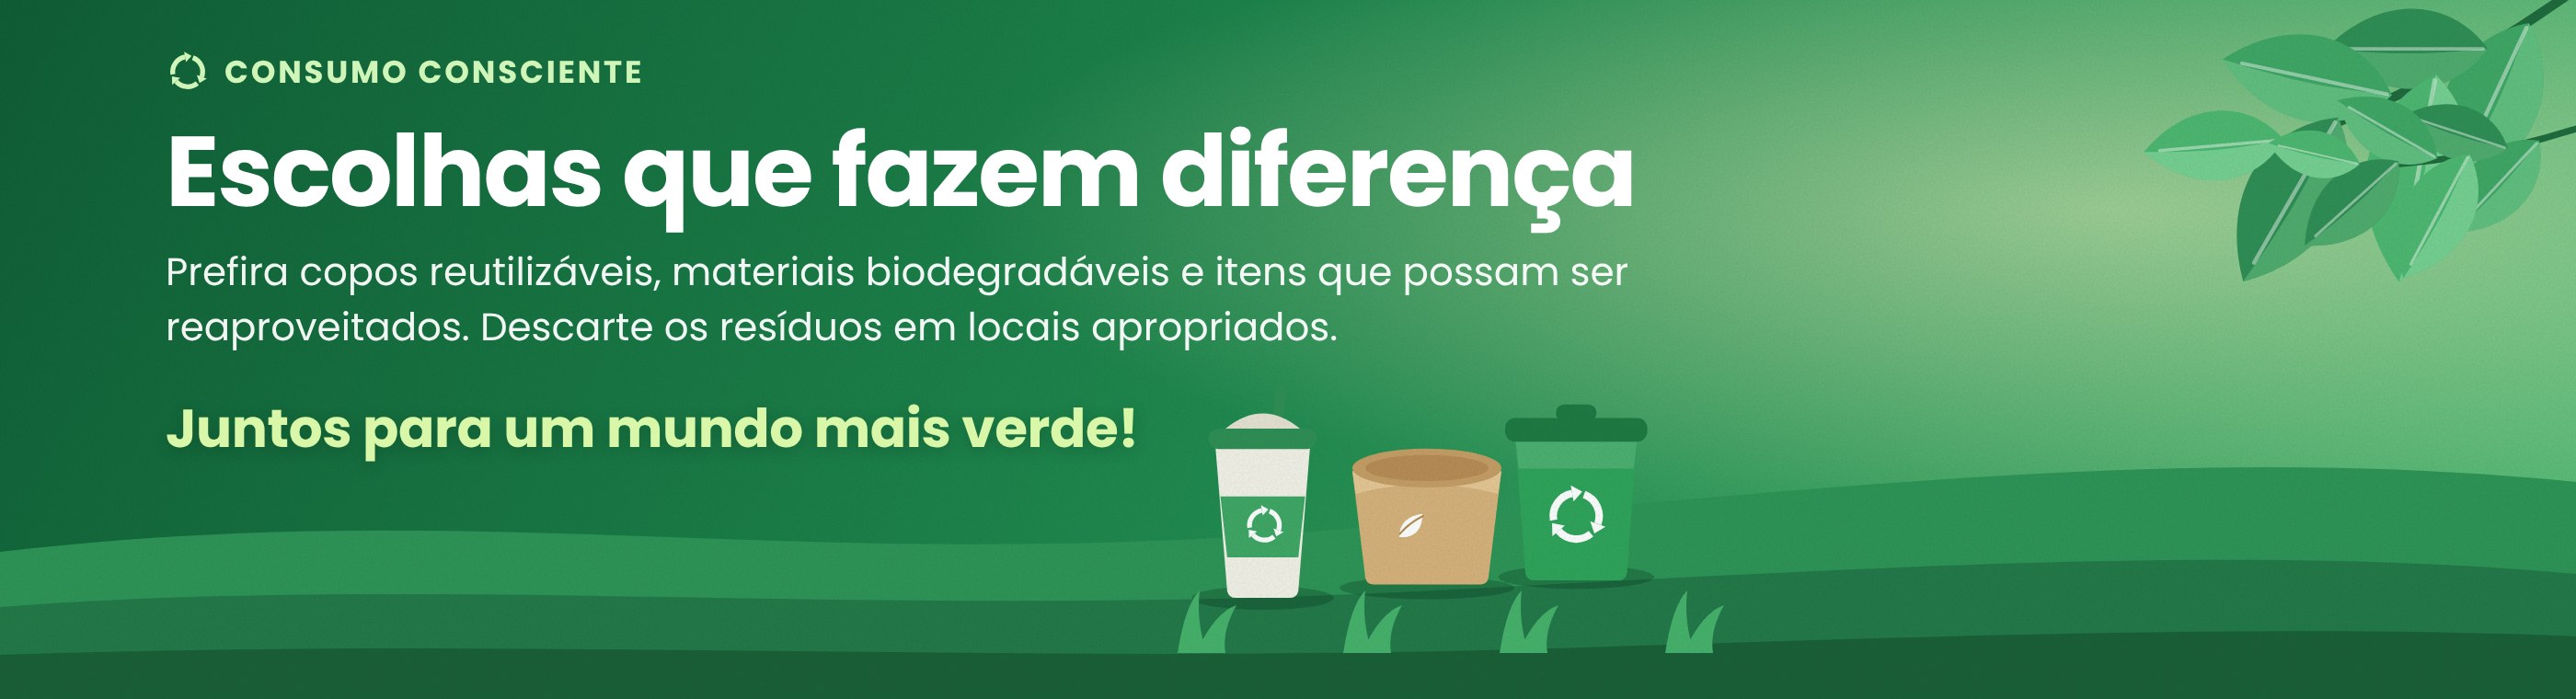 CONSUMO CONSCIENTE
Escolhas que fazem diferença
Prefira copos reutilizáveis, materiais biodegradáveis e itens que possam ser
reaproveitados. Descarte os resíduos em locais apropriados.
Juntos para um mundo mais verde!